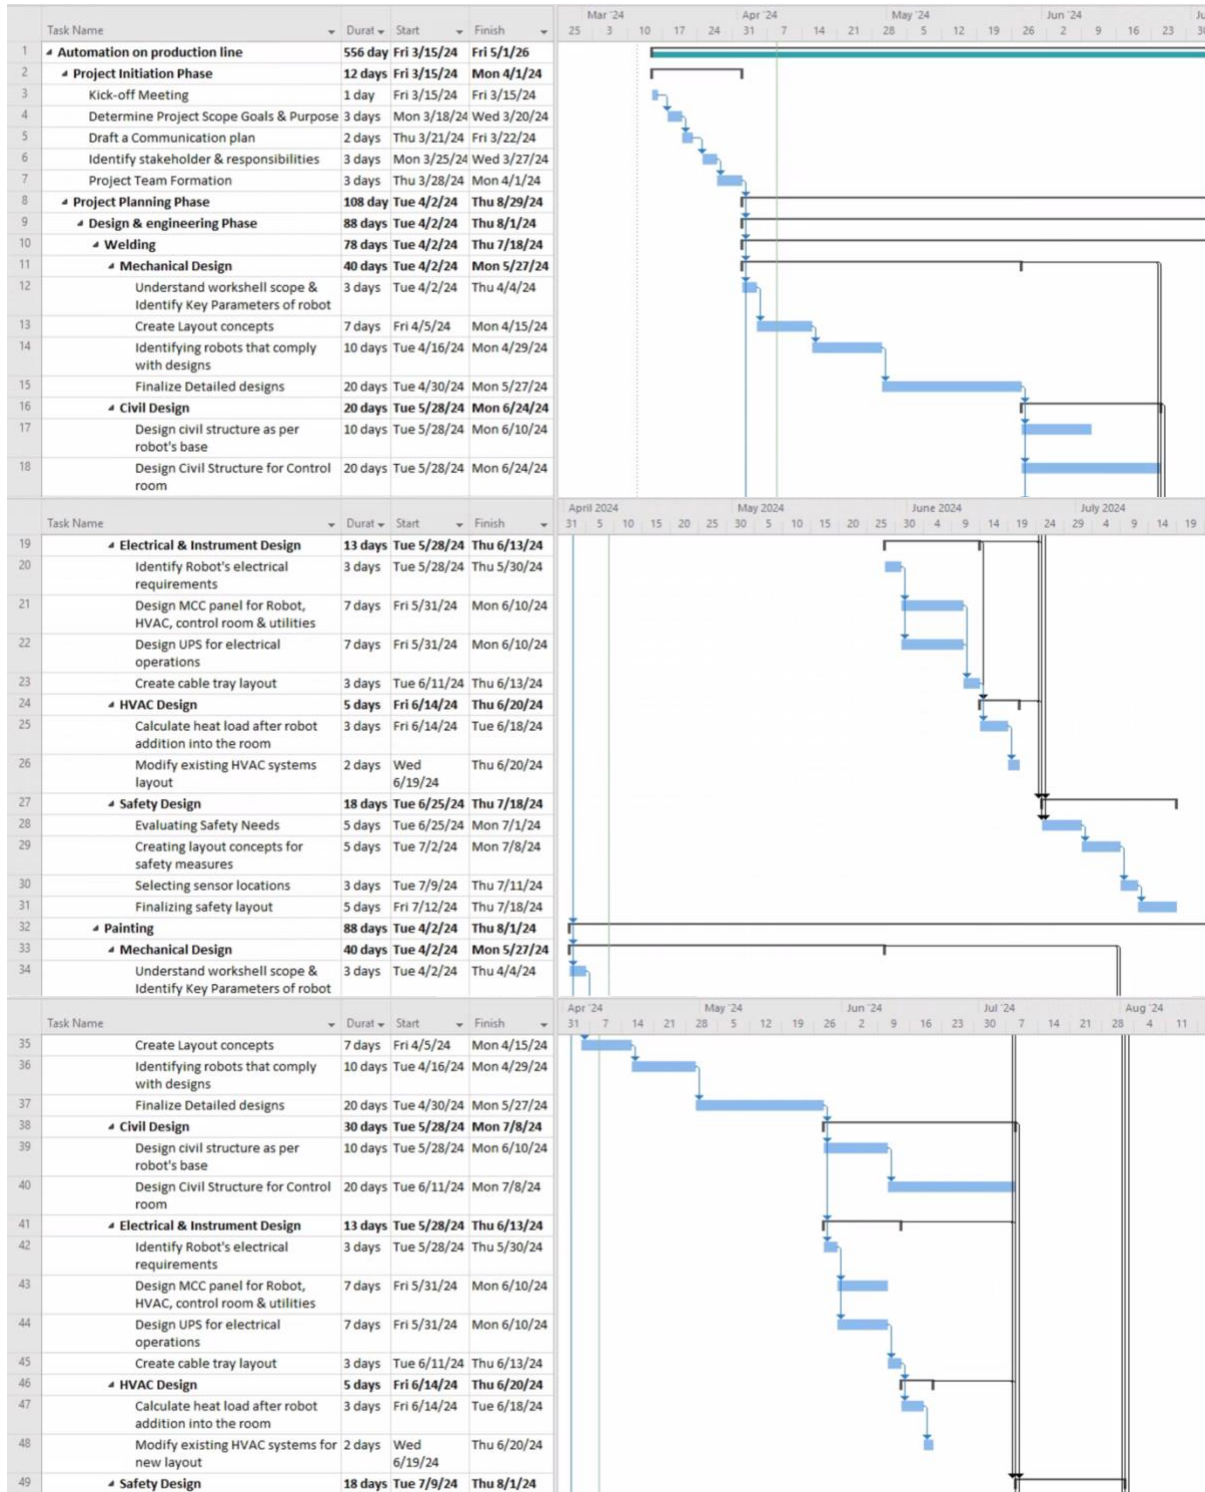 Task Name Durat Start Finish
Mar '24 Apr '24 May '24 Jun '24 Ju
25 3 10 17 24 31 7 14 21 28 5 12 19 26 2 9 16 23 30
1 Automation on production line 556 day Fri 3/15/24 Fri 5/1/26
2 Project Initiation Phase 12 days Fri 3/15/24 Mon 4/1/24
3 Kick-off Meeting 1 day Fri 3/15/24 Fri 3/15/24
4 Determine Project Scope Goals & Purpose 3 days Mon 3/18/24 Wed 3/20/24
5 Draft a Communication plan 2 days Thu 3/21/24 Fri 3/22/24
6 Identify stakeholder & responsibilities 3 days Mon 3/25/24 Wed 3/27/24
7 Project Team Formation 3 days Thu 3/28/24 Mon 4/1/24
8 Project Planning Phase 108 day Tue 4/2/24 Thu 8/29/24
9 Design & engineering Phase 88 days Tue 4/2/24 Thu 8/1/24
10 Welding 78 days Tue 4/2/24 Thu 7/18/24
11 Mechanical Design 40 days Tue 4/2/24 Mon 5/27/24
12 Understand workshell scope & 3 days Tue 4/2/24 Thu 4/4/24
Identify Key Parameters of robot
13 Create Layout concepts 7 days Fri 4/5/24 Mon 4/15/24
14 Identifying robots that comply 10 days Tue 4/16/24 Mon 4/29/24
with designs
15 Finalize Detailed designs 20 days Tue 4/30/24 Mon 5/27/24
16 Civil Design 20 days Tue 5/28/24 Mon 6/24/24
17 Design civil structure as per 10 days Tue 5/28/24 Mon 6/10/24
robot's base
18 Design Civil Structure for Control 20 days Tue 5/28/24 Mon 6/24/24
room
Task Name Durat Start Finish
April 2024 May 2024 June 2024 July 2024
31 5 10 15 20 25 30 5 10 15 20 25 30 4 9 14 19 24 29 4 9 14 19
19 Electrical & Instrument Design 13 days Tue 5/28/24 Thu 6/13/24
20 Identify Robot's electrical 3 days Tue 5/28/24 Thu 5/30/24
requirements
21 Design MCC panel for Robot, 7 days Fri 5/31/24 Mon 6/10/24
HVAC, control room & utilities
22 Design UPS for electrical 7 days Fri 5/31/24 Mon 6/10/24
operations
23 Create cable tray layout 3 days Tue 6/11/24 Thu 6/13/24
24 HVAC Design 5 days Fri 6/14/24 Thu 6/20/24
25 Calculate heat load after robot 3 days Fri 6/14/24 Tue 6/18/24
addition into the room
26 Modify existing HVAC systems 2 days Wed Thu 6/20/24
layout 6/19/24
27 Safety Design 18 days Tue 6/25/24 Thu 7/18/24
28 Evaluating Safety Needs 5 days Tue 6/25/24 Mon 7/1/24
29 Creating layout concepts for 5 days Tue 7/2/24 Mon 7/8/24
safety measures
30 Selecting sensor locations 3 days Tue 7/9/24 Thu 7/11/24
31 Finalizing safety layout 5 days Fri 7/12/24 Thu 7/18/24
32 Painting 88 days Tue 4/2/24 Thu 8/1/24
33 Mechanical Design 40 days Tue 4/2/24 Mon 5/27/24
34 Understand workshell scope & 3 days Tue 4/2/24 Thu 4/4/24
Identify Key Parameters of robot
Task Name Durat Start Finish
Apr '24 May '24 Jun '24 Jul '24 Aug '24
31 7 14 21 28 5 12 19 26 2 9 16 23 30 7 14 21 28 4 11
35 Create Layout concepts 7 days Fri 4/5/24 Mon 4/15/24
36 Identifying robots that comply 10 days Tue 4/16/24 Mon 4/29/24
with designs
37 Finalize Detailed designs 20 days Tue 4/30/24 Mon 5/27/24
38 Civil Design 30 days Tue 5/28/24 Mon 7/8/24
39 Design civil structure as per 10 days Tue 5/28/24 Mon 6/10/24
robot's base
40 Design Civil Structure for Control 20 days Tue 6/11/24 Mon 7/8/24
room
41 Electrical & Instrument Design 13 days Tue 5/28/24 Thu 6/13/24
42 Identify Robot's electrical 3 days Tue 5/28/24 Thu 5/30/24
requirements
43 Design MCC panel for Robot, 7 days Fri 5/31/24 Mon 6/10/24
HVAC, control room & utilities
44 Design UPS for electrical 7 days Fri 5/31/24 Mon 6/10/24
operations
45 Create cable tray layout 3 days Tue 6/11/24 Thu 6/13/24
46 HVAC Design 5 days Fri 6/14/24 Thu 6/20/24
47 Calculate heat load after robot 3 days Fri 6/14/24 Tue 6/18/24
addition into the room
48 Modify existing HVAC systems for 2 days Wed Thu 6/20/24
new layout 6/19/24
49 Safety Design 18 days Tue 7/9/24 Thu 8/1/24